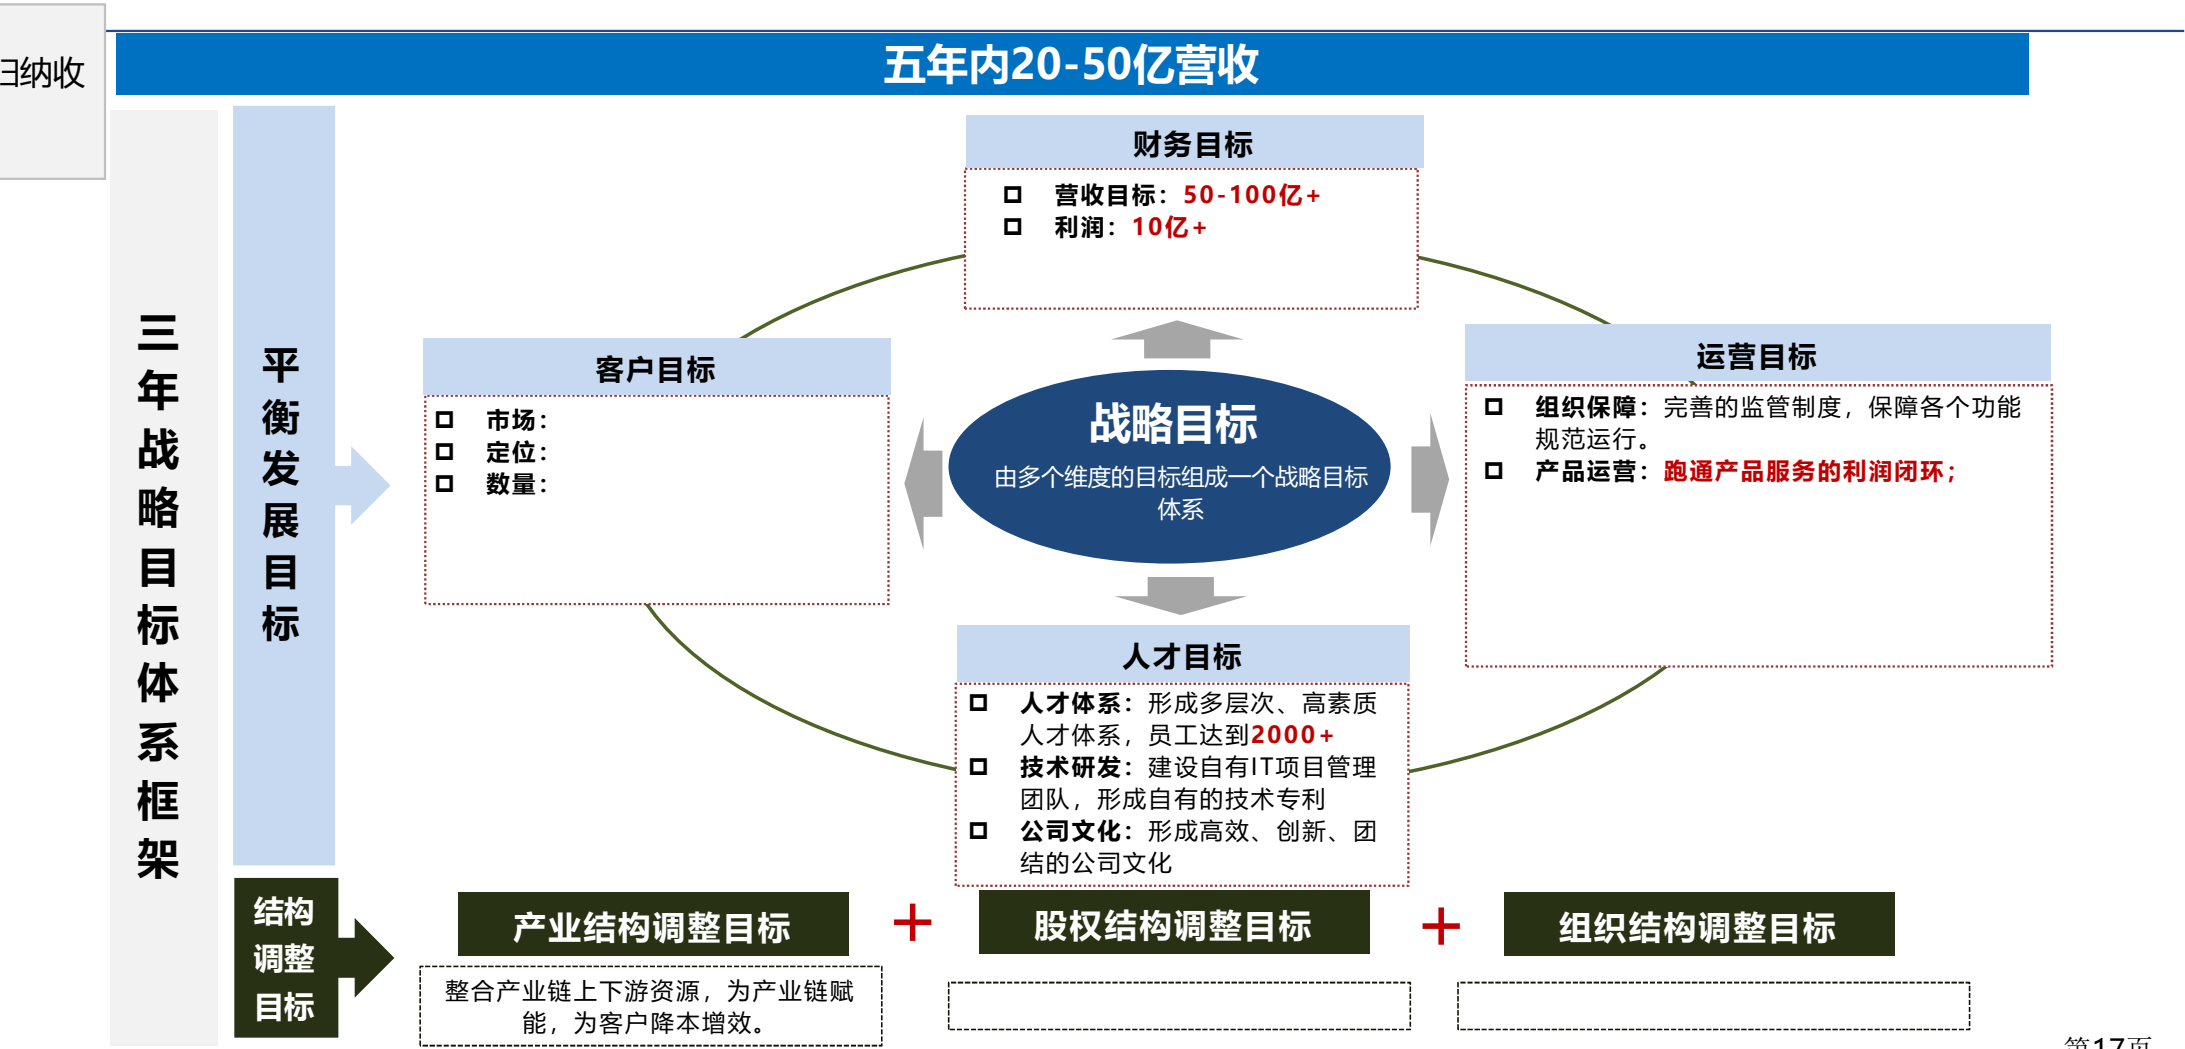 归纳收
五年内20-50亿营收
三年战略目标体系框架
平衡发展目标
财务目标
营收目标：50-100亿+
利润：10亿+
客户目标
市场：
定位：
数量：
战略目标
由多个维度的目标组成一个战略目标
体系
运营目标
组织保障：完善的监管制度，保障各个功能
规范运行。
产品运营：跑通产品服务的利润闭环；
人才目标
人才体系：形成多层次、高素质
人才体系，员工达到2000+
技术研发：建设自有IT项目管理
团队，形成自有的技术专利
公司文化：形成高效、创新、团
结的公司文化
结构
调整
目标
产业结构调整目标
+
股权结构调整目标
+
组织结构调整目标
整合产业链上下游资源，为产业链赋
能，为客户降本增效。
第17页